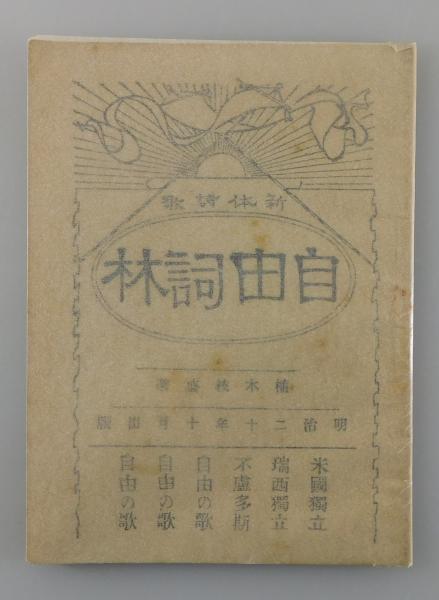 新体詩歌
自由詞林
植木枝盛著
明治二十年十月出版
米國獨立
瑞西獨立
不盧多斯
自由の歌
自由の歌
自由の歌